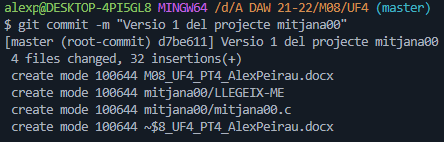 alexp@DESKTOP-4PI5GL8 MINGW64 /d/A DAW 21-22/M08/UF4 (master)
$ git commit -m "Versio 1 del projecte mitjana00"
[master (root-commit) d7be611] Versio 1 del projecte mitjana00
 4 files changed, 32 insertions(+)
 create mode 100644 M08_UF4_PT4_AlexPeirau.docx
 create mode 100644 mitjana00/LLEGEIX-ME
 create mode 100644 mitjana00/mitjana00.c
 create mode 100644 ~$8_UF4_PT4_AlexPeirau.docx